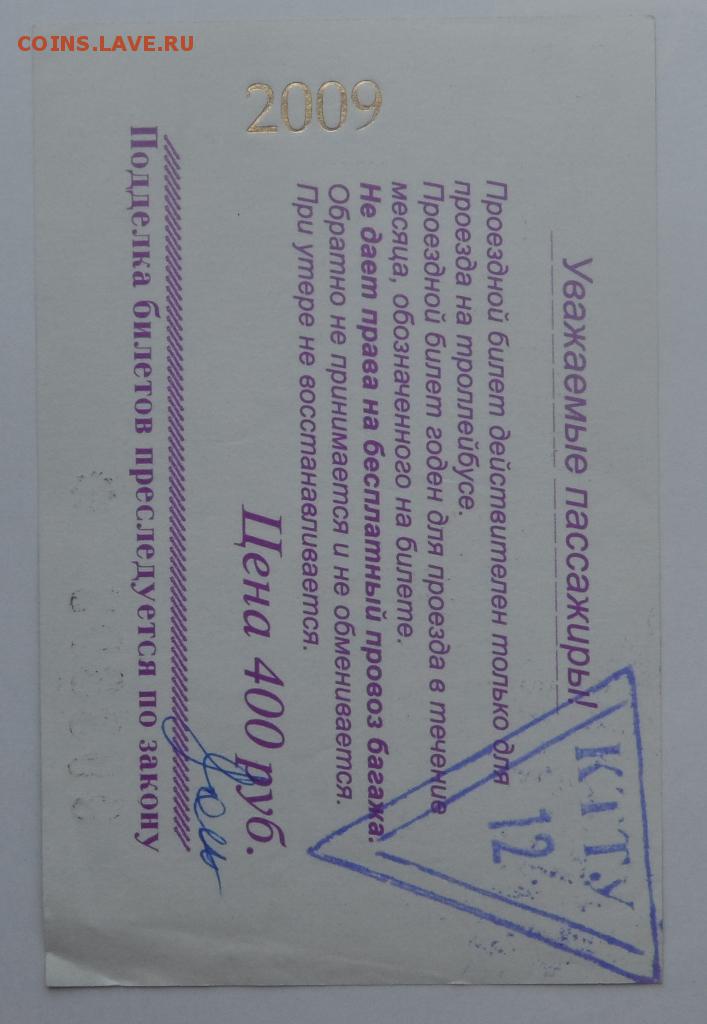 COINS.LAVE.RU
2009
Уважаемые пассажиры!
Проездной билет действителен только для
проезда на троллейбусе.
Проездной билет годен для проезда в течение
месяца, обозначенного на билете.
Не дает права на бесплатный провоз багажа.
Обратно не принимается и не обменивается.
При утере не восстанавливается.
Цена 400 руб.
Подделка билетов преследуется по закону
КТТУ
12